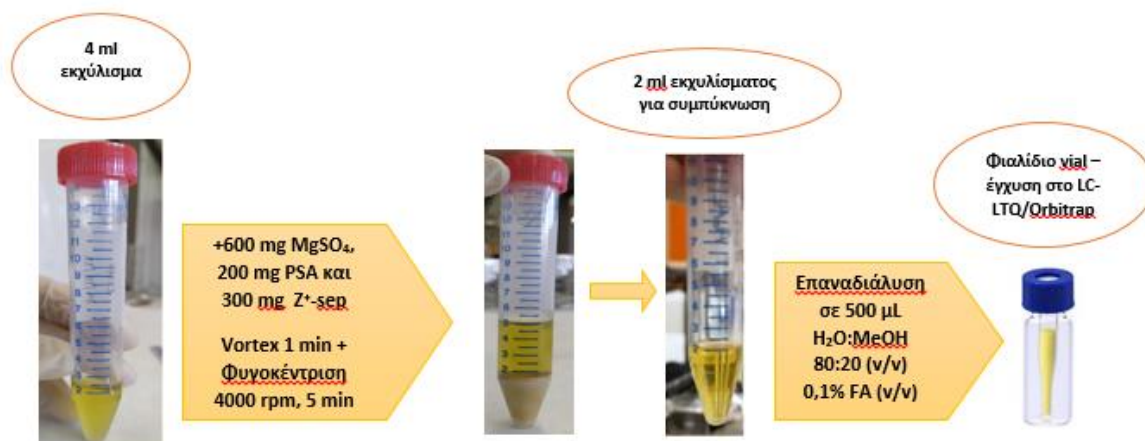 4 ml
εκχύλισμα
+600 mg MgSO₄,
200 mg PSA και
300 mg Z⁺-sep
Vortex 1 min +
Φυγοκέντριση
4000 rpm, 5 min
2 ml εκχυλίσματος
για συμπύκνωση
Επαναδιάλυση
σε 500 μL
H₂O:MeOH
80:20 (v/v)
0,1% FA (v/v)
Φιαλίδιο vial –
έγχυση στο LC-
LTQ/Orbitrap